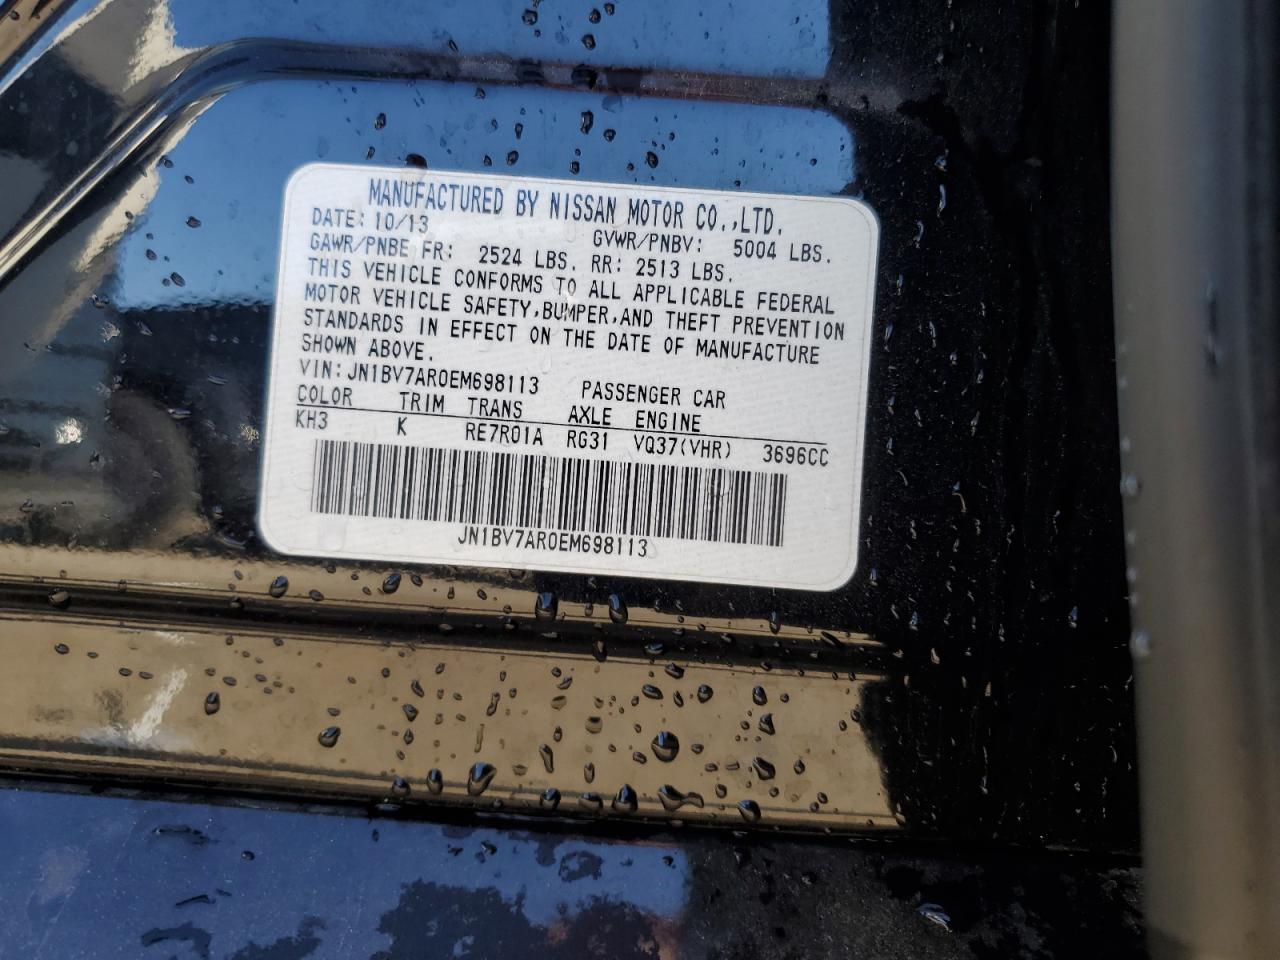 MANUFACTURED BY NISSAN MOTOR CO.,LTD.
DATE: 10/13 GVWR/PNBV: 5004 LBS.
GAWR/PNBE FR: 2524 LBS. RR: 2513 LBS.
THIS VEHICLE CONFORMS TO ALL APPLICABLE FEDERAL
MOTOR VEHICLE SAFETY,BUMPER,AND THEFT PREVENTION
STANDARDS IN EFFECT ON THE DATE OF MANUFACTURE
SHOWN ABOVE.
VIN: JN1BV7AR0EM698113 PASSENGER CAR
COLOR TRIM TRANS AXLE ENGINE
KH3 K RE7R01A RG31 VQ37(VHR) 3696CC
JN1BV7AR0EM698113